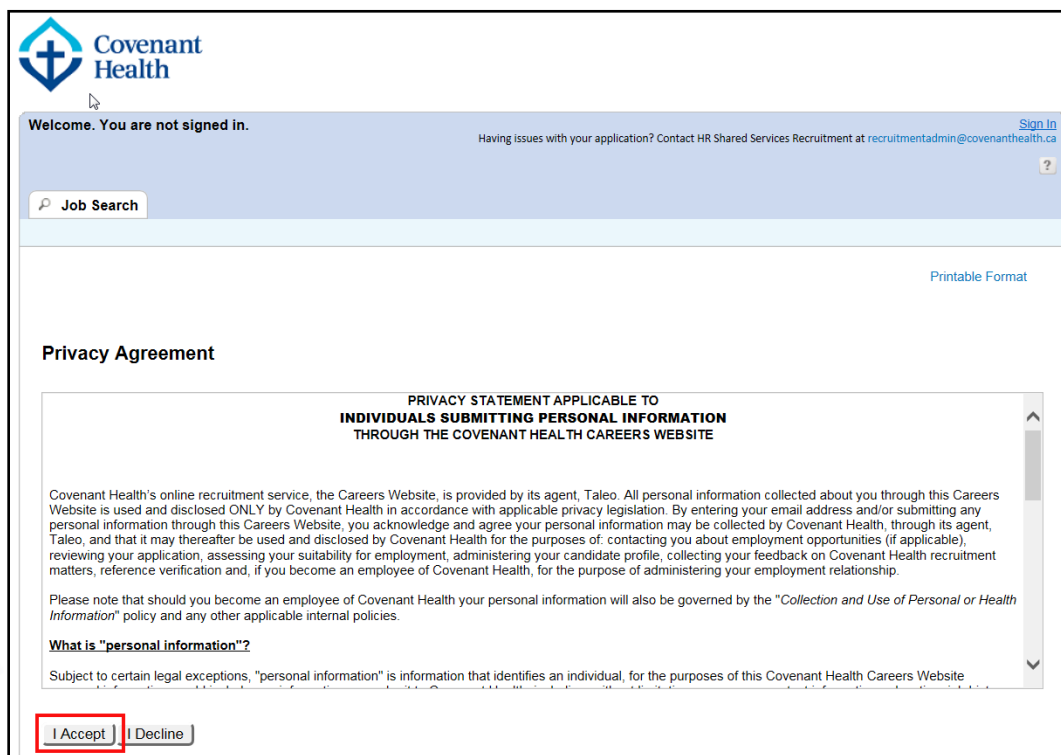 Covenant
Health
Welcome. You are not signed in.
Sign In
Having issues with your application? Contact HR Shared Services Recruitment at recruitmentadmin@covenanthealth.ca
?
Job Search
Printable Format
Privacy Agreement
PRIVACY STATEMENT APPLICABLE TO
INDIVIDUALS SUBMITTING PERSONAL INFORMATION
THROUGH THE COVENANT HEALTH CAREERS WEBSITE
Covenant Health's online recruitment service, the Careers Website, is provided by its agent, Taleo. All personal information collected about you through this Careers
Website is used and disclosed ONLY by Covenant Health in accordance with applicable privacy legislation. By entering your email address and/or submitting any
personal information through this Careers Website, you acknowledge and agree your personal information may be collected by Covenant Health, through its agent,
Taleo, and that it may thereafter be used and disclosed by Covenant Health for the purposes of: contacting you about employment opportunities (if applicable),
reviewing your application, assessing your suitability for employment, administering your candidate profile, collecting your feedback on Covenant Health recruitment
matters, reference verification and, if you become an employee of Covenant Health, for the purpose of administering your employment relationship.
Please note that should you become an employee of Covenant Health your personal information will also be governed by the "Collection and Use of Personal or Health
Information" policy and any other applicable internal policies.
What is "personal information"?
Subject to certain legal exceptions, "personal information" is information that identifies an individual, for the purposes of this Covenant Health Careers Website
I Accept
I Decline